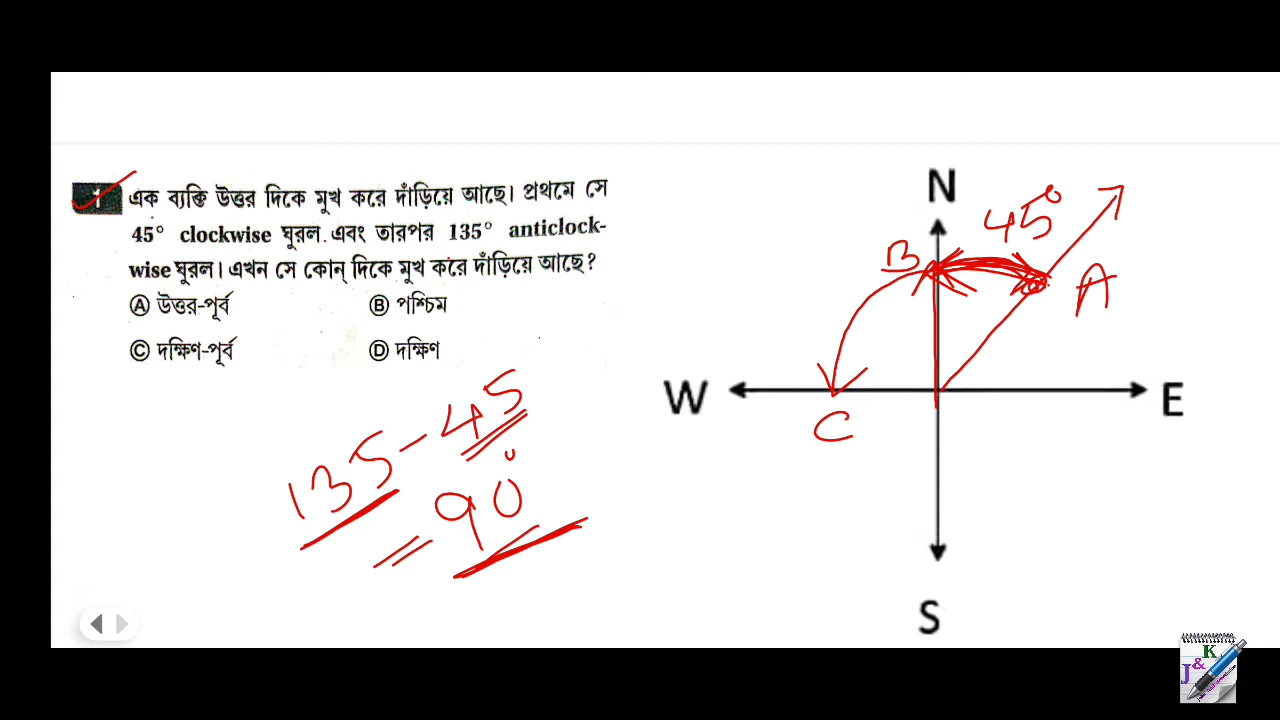 1 এক ব্যক্তি উত্তর দিকে মুখ করে দাঁড়িয়ে আছে। প্রথমে সে
45° clockwise ঘুরল এবং তারপর 135° anticlock-
wise ঘুরল। এখন সে কোন্ দিকে মুখ করে দাঁড়িয়ে আছে?
Ⓐ উত্তর-পূর্ব Ⓑ পশ্চিম
Ⓒ দক্ষিণ-পূর্ব Ⓓ দক্ষিণ
135 - 45
= 90°
N
45°
B
A
W
E
C
S
J&K